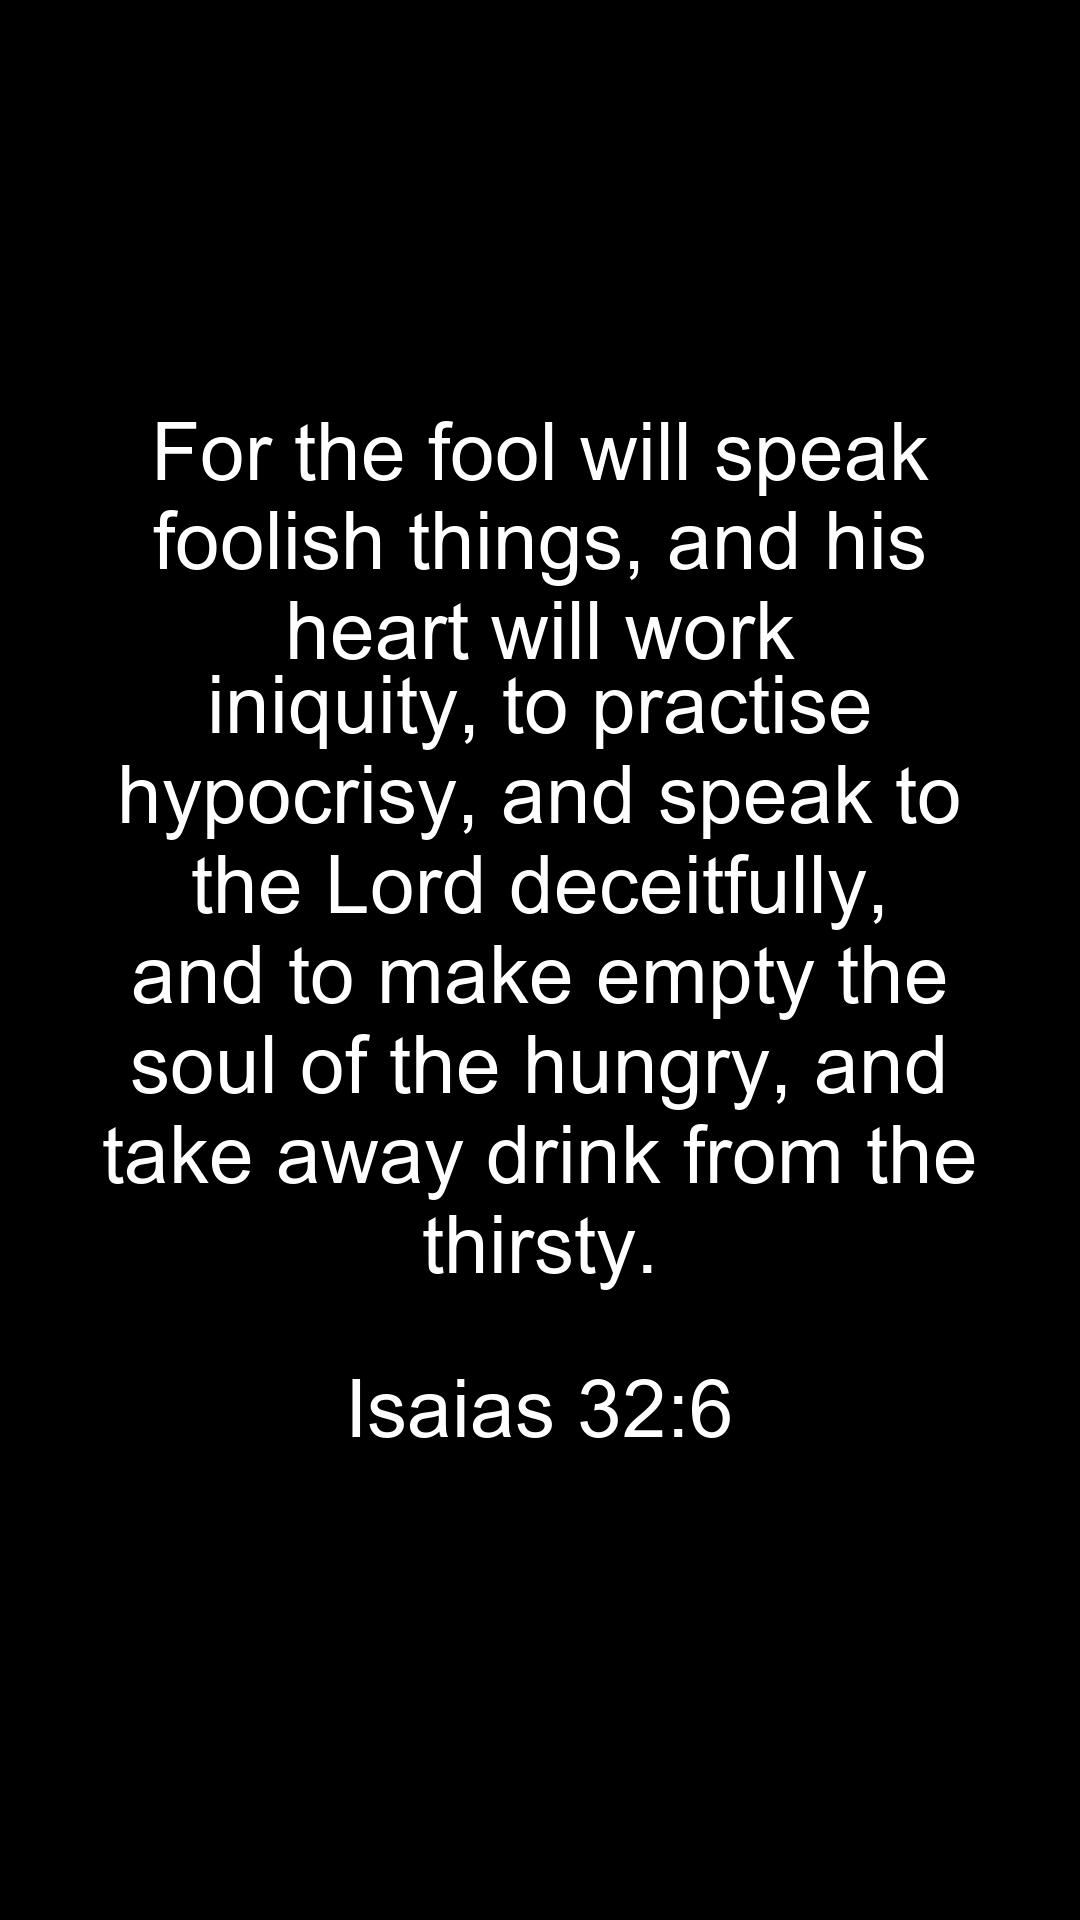 For the fool will speak
foolish things, and his
heart will work
iniquity, to practise
hypocrisy, and speak to
the Lord deceitfully,
and to make empty the
soul of the hungry, and
take away drink from the
thirsty.
Isaias 32:6